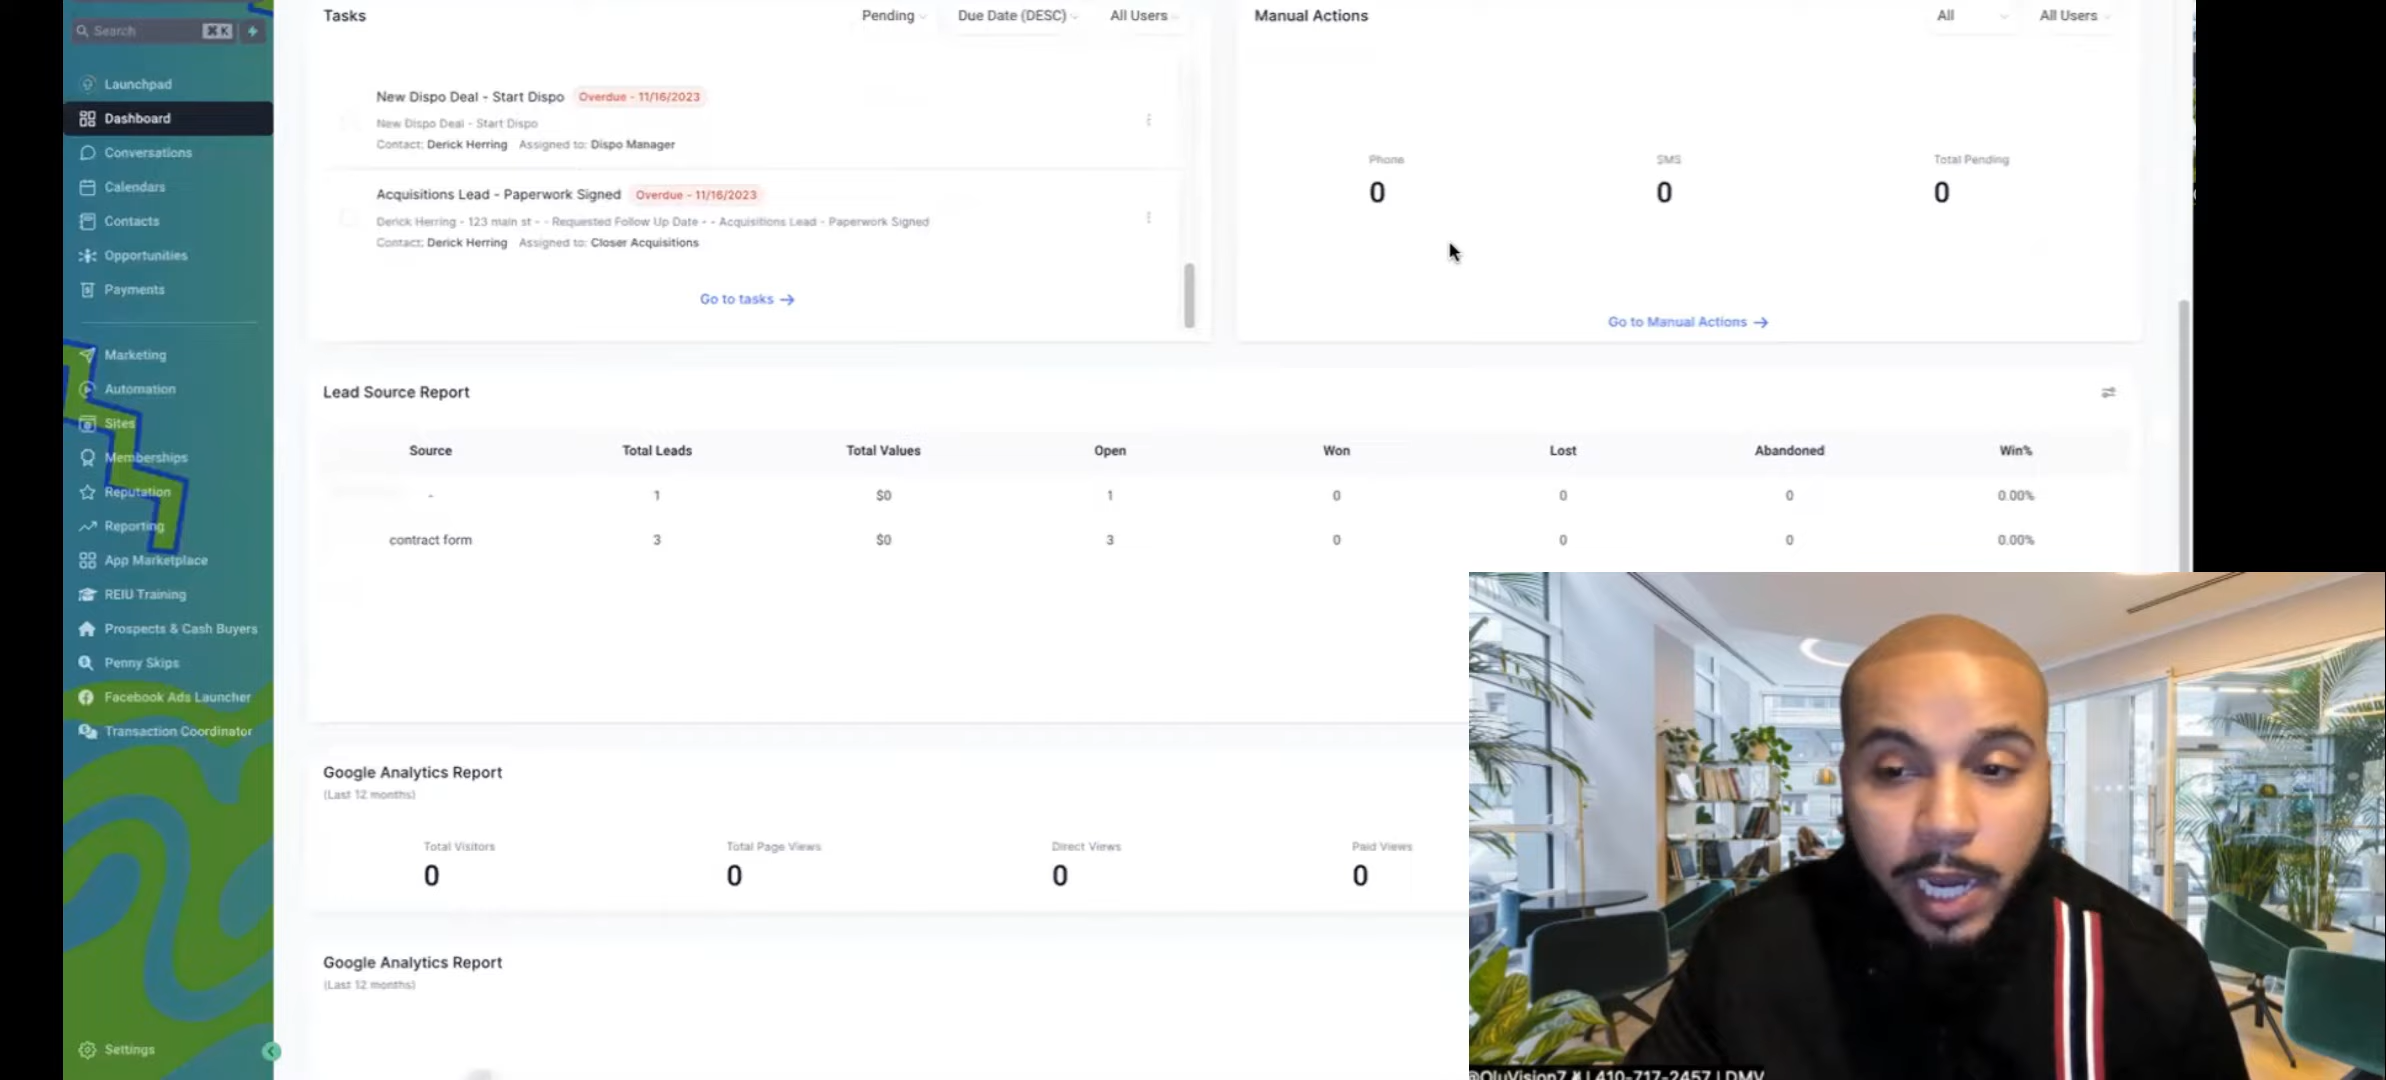 Search ⌘ K
Launchpad
Dashboard
Conversations
Calendars
Contacts
Opportunities
Payments
Marketing
Automation
Sites
Memberships
Reputation
Reporting
App Marketplace
REIU Training
Prospects & Cash Buyers
Penny Skips
Facebook Ads Launcher
Transaction Coordinator
Settings
Tasks Pending Due Date (DESC) All Users
New Dispo Deal - Start Dispo Overdue - 11/16/2023
New Dispo Deal - Start Dispo
Contact: Derick Herring Assigned to: Dispo Manager
Acquisitions Lead - Paperwork Signed Overdue - 11/16/2023
Derick Herring - 123 main st - - Requested Follow Up Date - - Acquisitions Lead - Paperwork Signed
Contact: Derick Herring Assigned to: Closer Acquisitions
Go to tasks →
Manual Actions All All Users
Phone SMS Total Pending
0 0 0
Go to Manual Actions →
Lead Source Report
Source Total Leads Total Values Open Won Lost Abandoned Win%
- 1 $0 1 0 0 0 0.00%
contract form 3 $0 3 0 0 0 0.00%
Google Analytics Report
(Last 12 months)
Total Visitors Total Page Views Direct Views Paid Views
0 0 0 0
Google Analytics Report
(Last 12 months)
@OluVision7 | 410-717-2457 | DMV